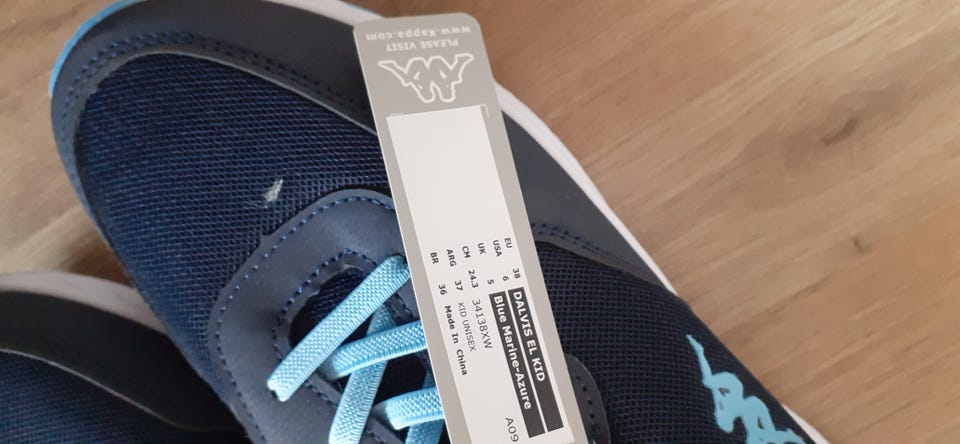 PLEASE VISIT
www.Kappa.com
EU 38
USA 6
UK 5
CM 24.3
ARG 37
BR 36
DALVIS EL KID
Blue Marine-Azure
34138XW
KID UNISEX
Made In China
A09